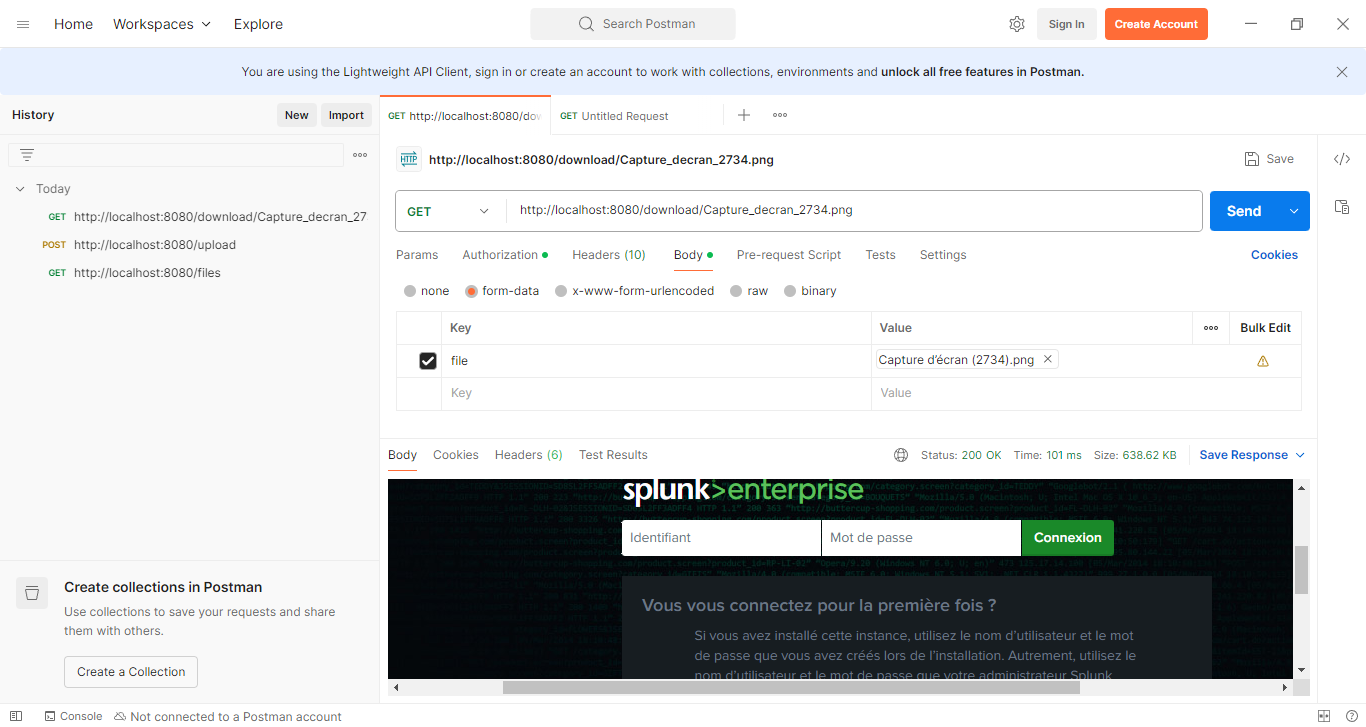 Home Workspaces Explore Search Postman Sign In Create Account
You are using the Lightweight API Client, sign in or create an account to work with collections, environments and unlock all free features in Postman.
History New Import
GET http://localhost:8080/dow GET Untitled Request
HTTP http://localhost:8080/download/Capture_decran_2734.png Save
Today
GET http://localhost:8080/download/Capture_decran_27
POST http://localhost:8080/upload
GET http://localhost:8080/files
GET http://localhost:8080/download/Capture_decran_2734.png Send
Params Authorization Headers (10) Body Pre-request Script Tests Settings Cookies
none form-data x-www-form-urlencoded raw binary
Key Value Bulk Edit
file Capture d’écran (2734).png
Key Value
Body Cookies Headers (6) Test Results Status: 200 OK Time: 101 ms Size: 638.62 KB Save Response
splunk>enterprise
Identifiant Mot de passe Connexion
Vous vous connectez pour la première fois ?
Si vous avez installé cette instance, utilisez le nom d’utilisateur et le mot
de passe que vous avez créés lors de l’installation. Autrement, utilisez le
nom d’utilisateur et le mot de passe que votre administrateur Splunk
Create collections in Postman
Use collections to save your requests and share
them with others.
Create a Collection
Console Not connected to a Postman account